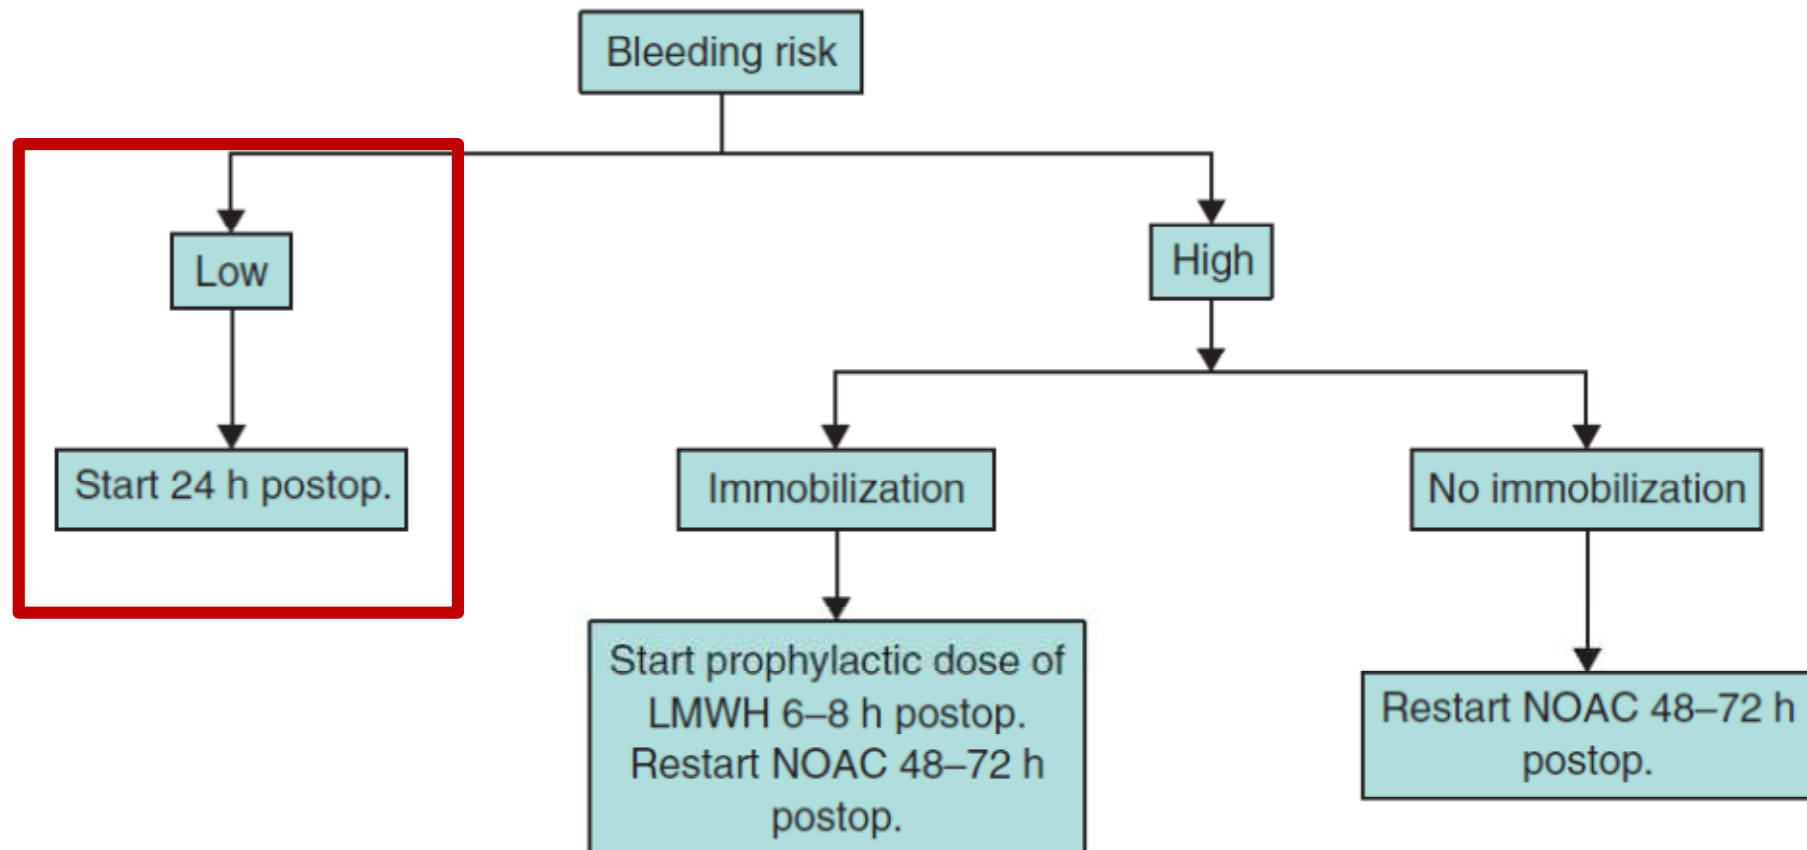 Bleeding risk
Low
High
Start 24 h postop.
Immobilization
No immobilization
Start prophylactic dose of
LMWH 6–8 h postop.
Restart NOAC 48–72 h
postop.
Restart NOAC 48–72 h
postop.